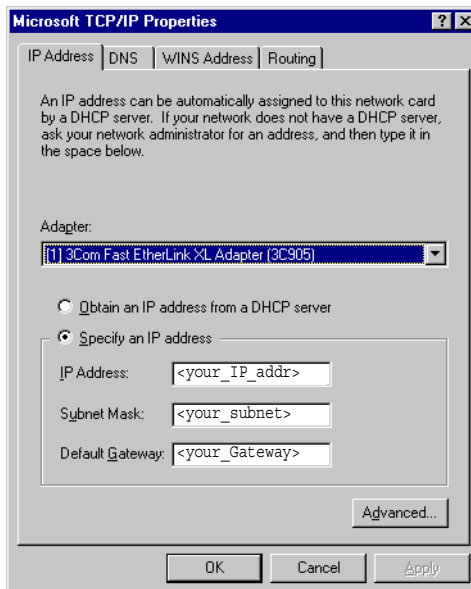 Microsoft TCP/IP Properties
IP Address DNS WINS Address Routing
An IP address can be automatically assigned to this network card
by a DHCP server. If your network does not have a DHCP server,
ask your network administrator for an address, and then type it in
the space below.
Adapter:
[1] 3Com Fast EtherLink XL Adapter (3C905)
Obtain an IP address from a DHCP server
Specify an IP address
IP Address: <your_IP_addr>
Subnet Mask: <your_subnet>
Default Gateway: <your_Gateway>
Advanced...
OK Cancel Apply